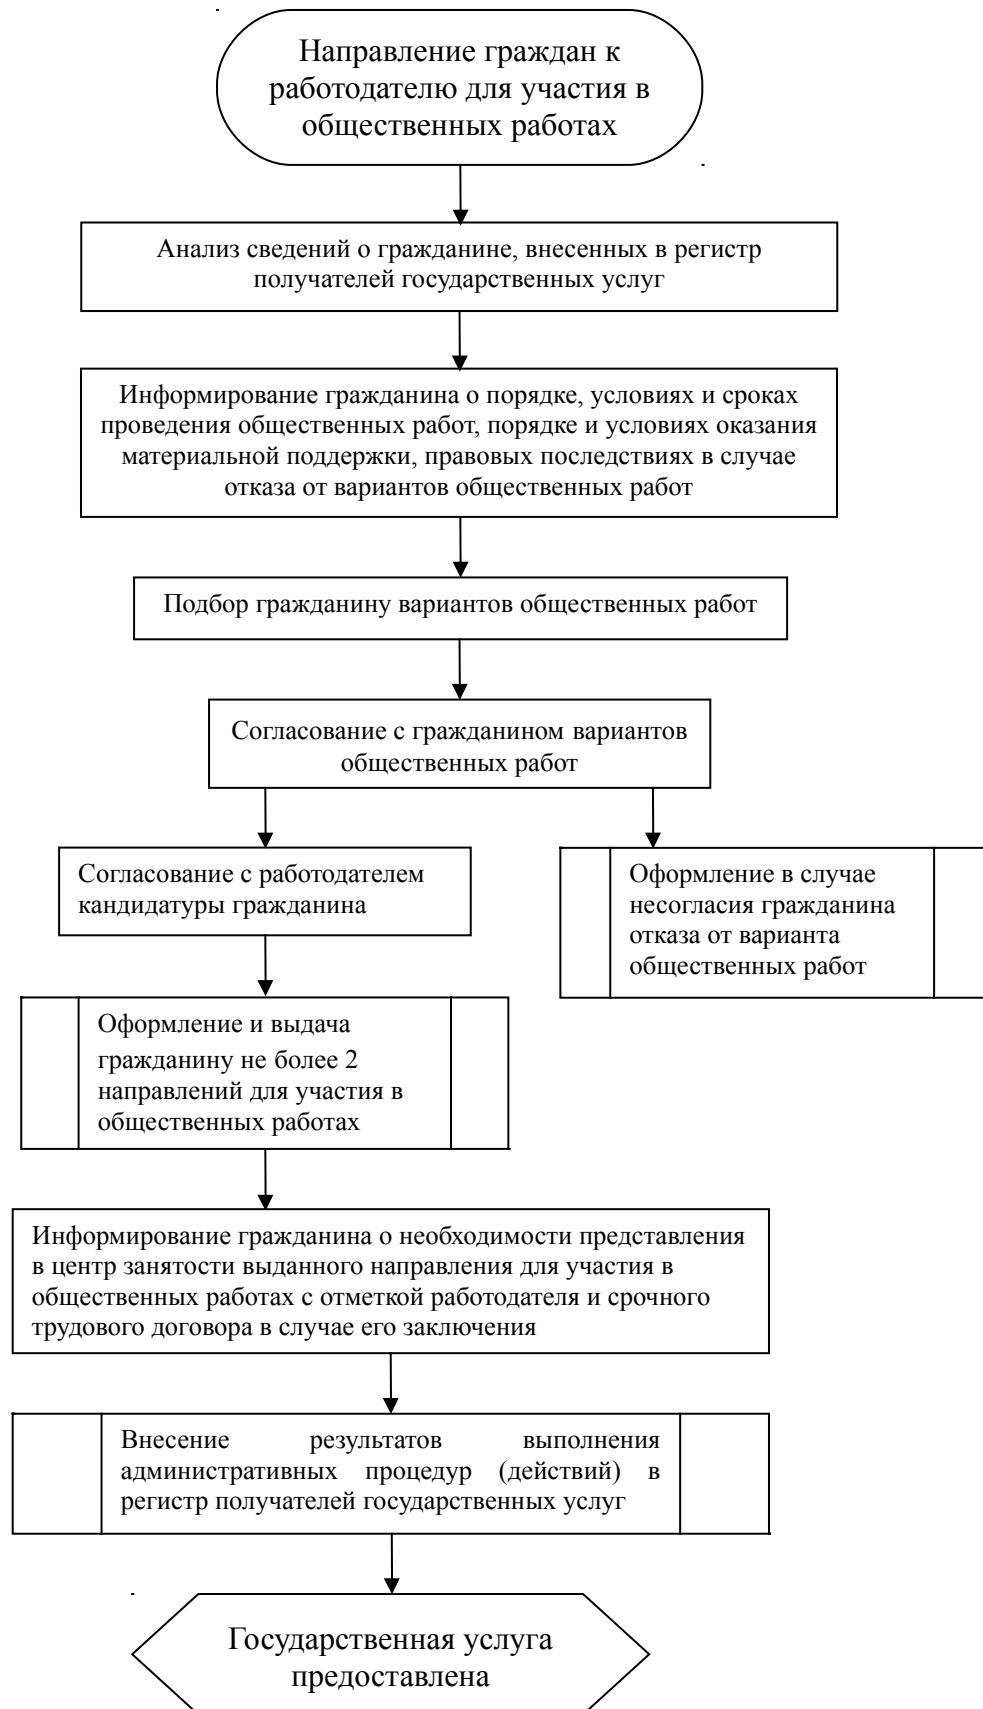 Направление граждан к
работодателю для участия в
общественных работах
Анализ сведений о гражданине, внесенных в регистр
получателей государственных услуг
Информирование гражданина о порядке, условиях и сроках
проведения общественных работ, порядке и условиях оказания
материальной поддержки, правовых последствиях в случае
отказа от вариантов общественных работ
Подбор гражданину вариантов общественных работ
Согласование с гражданином вариантов
общественных работ
Согласование с работодателем
кандидатуры гражданина
Оформление в случае
несогласия гражданина
отказа от варианта
общественных работ
Оформление и выдача
гражданину не более 2
направлений для участия в
общественных работах
Информирование гражданина о необходимости представления
в центр занятости выданного направления для участия в
общественных работах с отметкой работодателя и срочного
трудового договора в случае его заключения
Внесение результатов выполнения
административных процедур (действий) в
регистр получателей государственных услуг
Государственная услуга
предоставлена